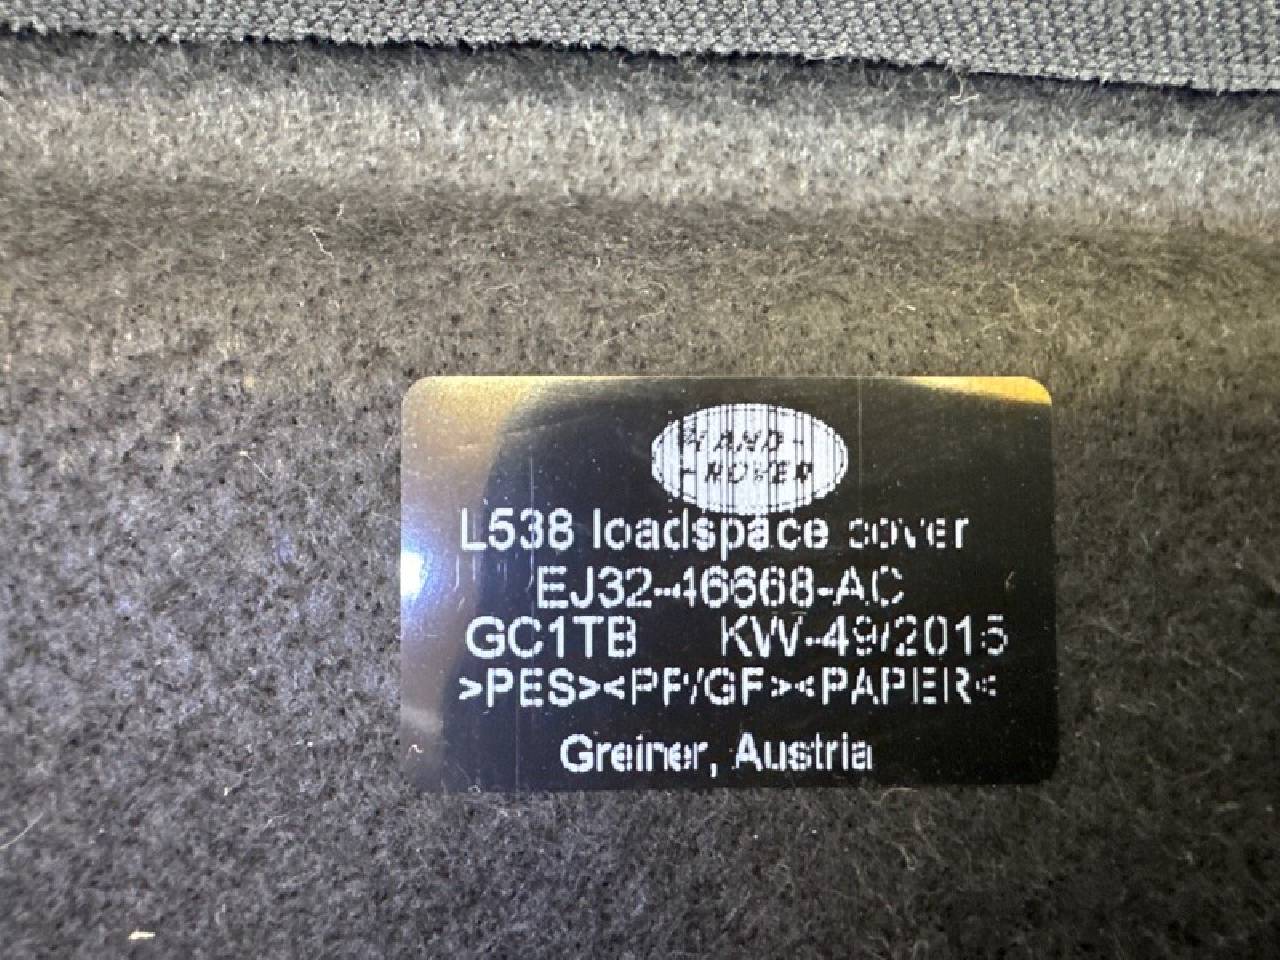 LAND-
-ROVER
L538 loadspace cover
EJ32-46668-AC
GC1TB KW-49/2015
>PES><PP/GF><PAPER<
Greiner, Austria